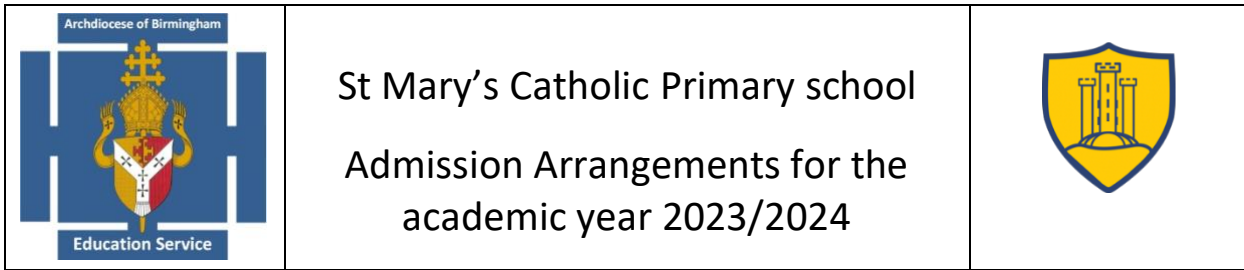 Archdiocese of Birmingham
Education Service
St Mary’s Catholic Primary school
Admission Arrangements for the
academic year 2023/2024